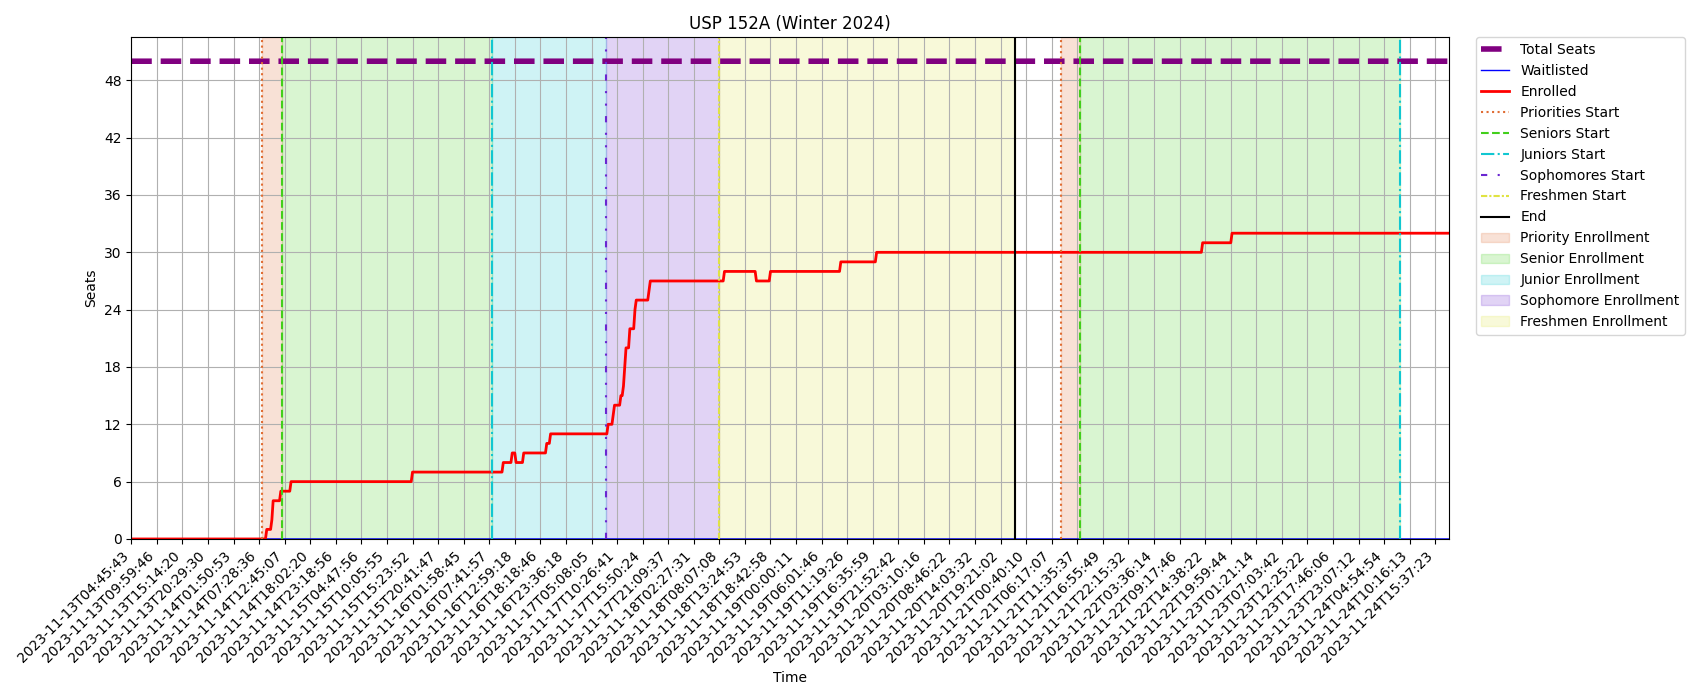 USP 152A (Winter 2024)
Total Seats
Waitlisted
Enrolled
Priorities Start
Seniors Start
Juniors Start
Sophomores Start
Freshmen Start
End
Priority Enrollment
Senior Enrollment
Junior Enrollment
Sophomore Enrollment
Freshmen Enrollment
Seats
48
42
36
30
24
18
12
6
0
2023-11-13T04:45:43
2023-11-13T09:59:46
2023-11-13T15:14:20
2023-11-13T20:29:30
2023-11-14T01:50:53
2023-11-14T07:28:36
2023-11-14T12:45:07
2023-11-14T18:02:20
2023-11-14T23:18:56
2023-11-15T04:47:56
2023-11-15T10:05:55
2023-11-15T15:23:52
2023-11-15T20:41:47
2023-11-16T01:58:45
2023-11-16T07:41:57
2023-11-16T12:59:18
2023-11-16T18:18:46
2023-11-16T23:36:18
2023-11-17T05:08:05
2023-11-17T10:26:41
2023-11-17T15:50:24
2023-11-17T21:09:37
2023-11-18T02:27:31
2023-11-18T08:07:08
2023-11-18T13:24:53
2023-11-18T18:42:58
2023-11-19T00:00:11
2023-11-19T06:01:46
2023-11-19T11:19:26
2023-11-19T16:35:59
2023-11-19T21:52:42
2023-11-20T03:10:16
2023-11-20T08:46:22
2023-11-20T14:03:32
2023-11-20T19:21:02
2023-11-21T00:40:10
2023-11-21T06:17:07
2023-11-21T11:35:37
2023-11-21T16:55:49
2023-11-21T22:15:32
2023-11-22T03:36:14
2023-11-22T09:17:46
2023-11-22T14:38:22
2023-11-22T19:59:44
2023-11-23T01:21:14
2023-11-23T07:03:42
2023-11-23T12:25:22
2023-11-23T17:46:06
2023-11-23T23:07:12
2023-11-24T04:54:54
2023-11-24T10:16:13
2023-11-24T15:37:23
Time